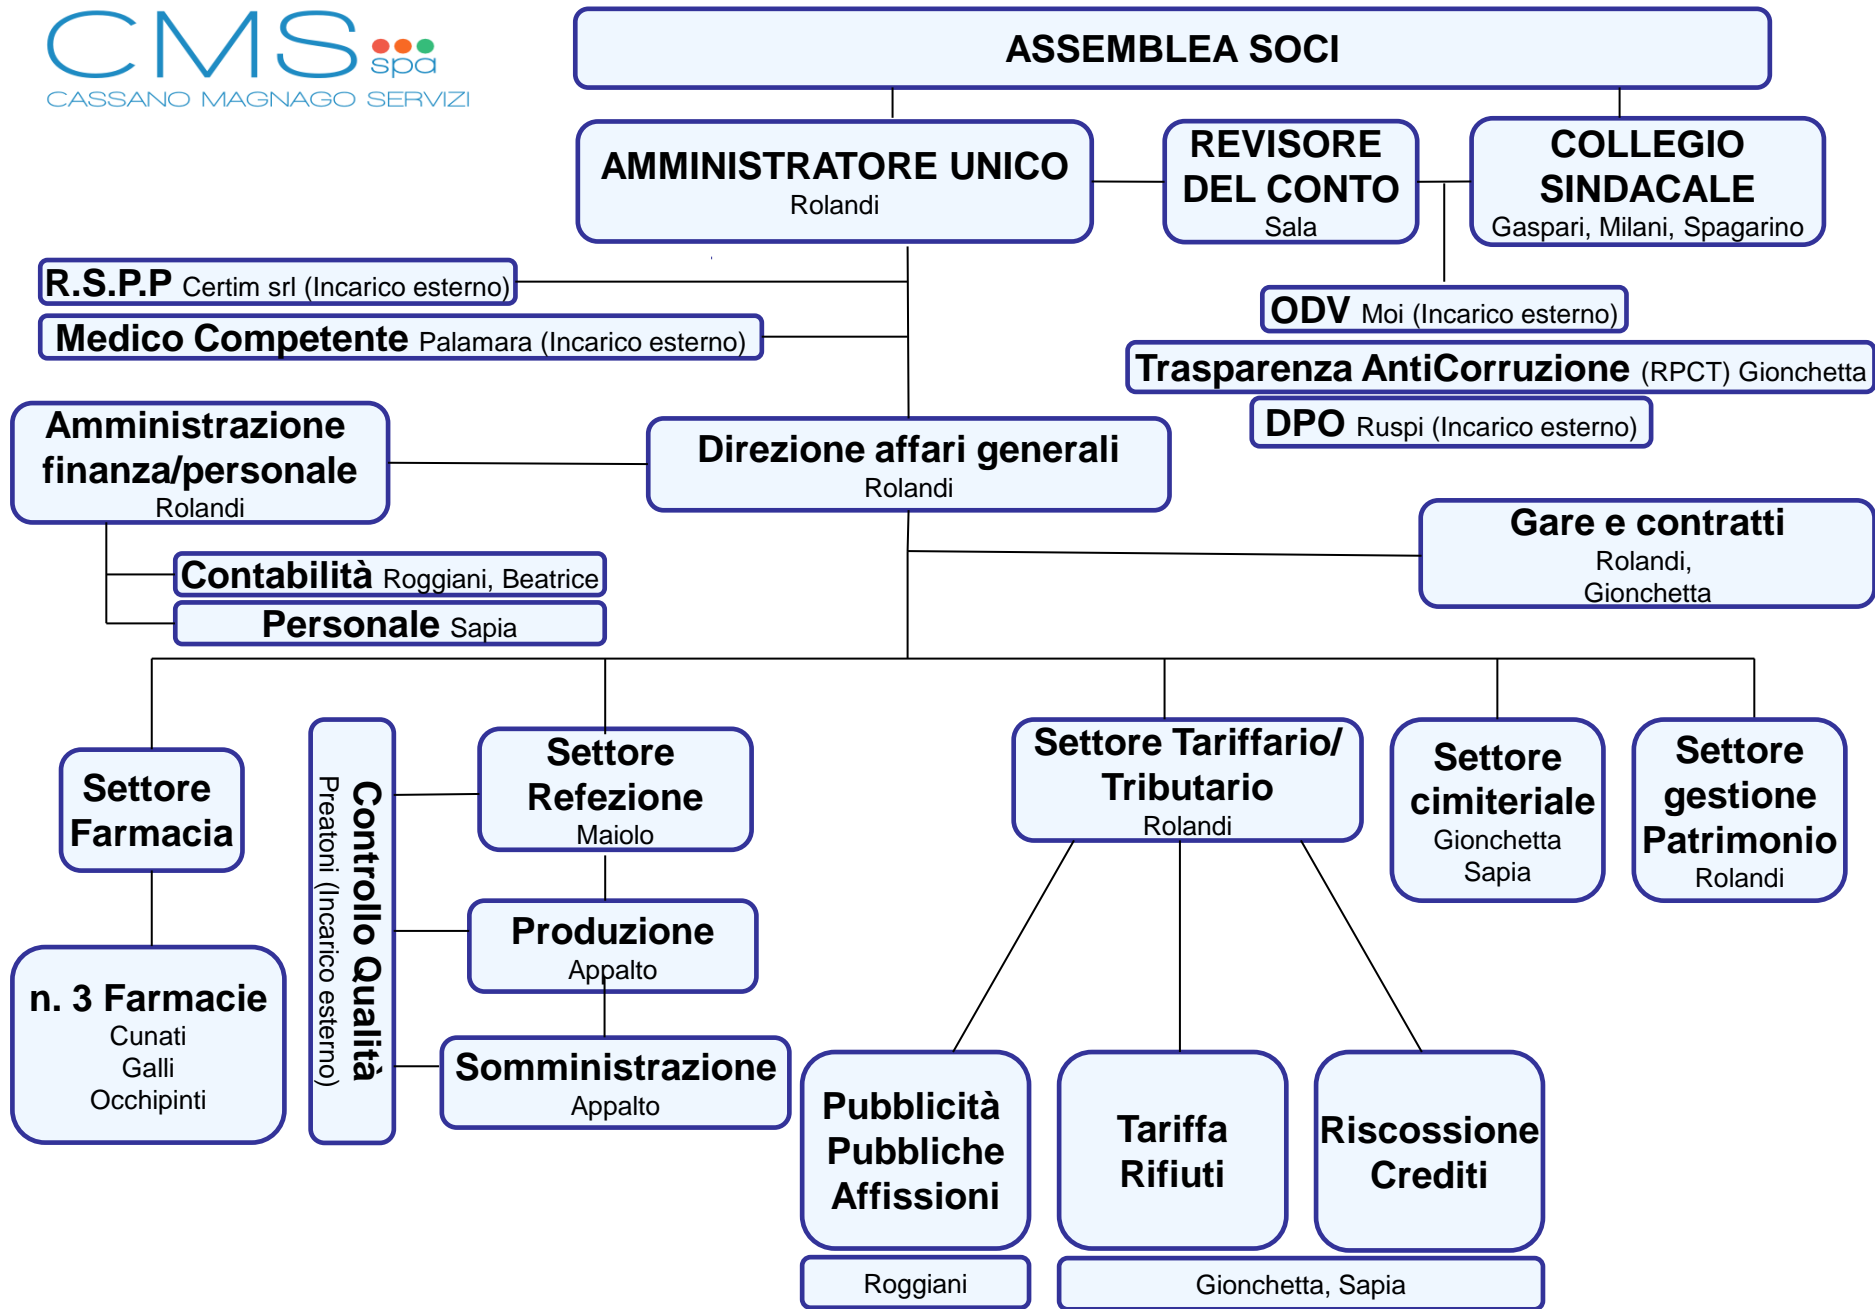 CMS spa
CASSANO MAGNAGO SERVIZI
ASSEMBLEA SOCI
AMMINISTRATORE UNICO
Rolandi
REVISORE
DEL CONTO
Sala
COLLEGIO
SINDACALE
Gaspari, Milani, Spagarino
R.S.P.P Certim srl (Incarico esterno)
Medico Competente Palamara (Incarico esterno)
ODV Moi (Incarico esterno)
Trasparenza AntiCorruzione (RPCT) Gionchetta
DPO Ruspi (Incarico esterno)
Amministrazione
finanza/personale
Rolandi
Direzione affari generali
Rolandi
Gare e contratti
Rolandi,
Gionchetta
Contabilità Roggiani, Beatrice
Personale Sapia
Settore
Farmacia
n. 3 Farmacie
Cunati
Galli
Occhipinti
Controllo Qualità
Preatoni (Incarico esterno)
Settore
Refezione
Maiolo
Produzione
Appalto
Somministrazione
Appalto
Settore Tariffario/
Tributario
Rolandi
Settore
cimiteriale
Gionchetta
Sapia
Settore
gestione
Patrimonio
Rolandi
Pubblicità
Pubbliche
Affissioni
Roggiani
Tariffa
Rifiuti
Riscossione
Crediti
Gionchetta, Sapia